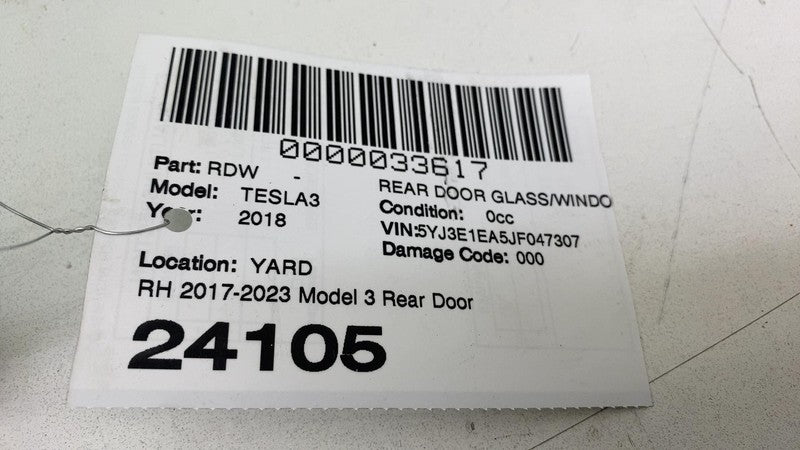 0000033617
Part: RDW -
REAR DOOR GLASS/WINDO
Model: TESLA3
Condition: 0cc
Year: 2018
VIN:5YJ3E1EA5JF047307
Damage Code: 000
Location: YARD
RH 2017-2023 Model 3 Rear Door
24105